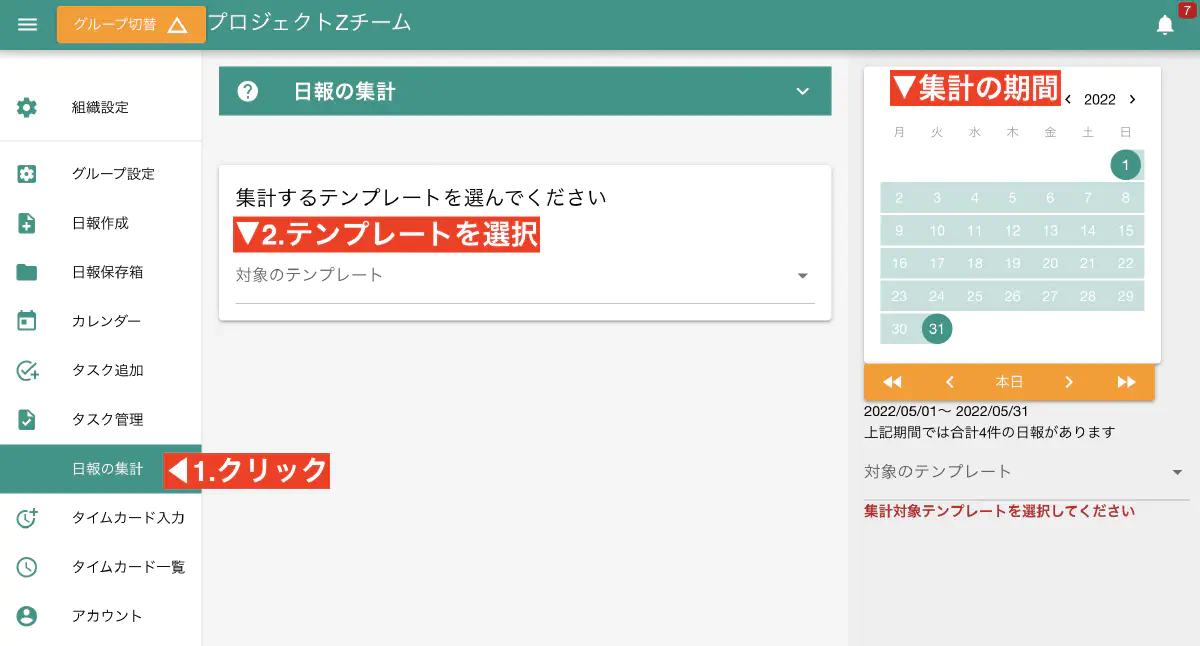 グループ切替
プロジェクトZチーム
7
組織設定
グループ設定
日報作成
日報保存箱
カレンダー
タスク追加
タスク管理
日報の集計
◀1.クリック
タイムカード入力
タイムカード一覧
アカウント
日報の集計
集計するテンプレートを選んでください
▼2.テンプレートを選択
対象のテンプレート
▼集計の期間
2022
月 火 水 木 金 土 日
1
2 3 4 5 6 7 8
9 10 11 12 13 14 15
16 17 18 19 20 21 22
23 24 25 26 27 28 29
30 31
本日
2022/05/01〜 2022/05/31
上記期間では合計4件の日報があります
対象のテンプレート
集計対象テンプレートを選択してください